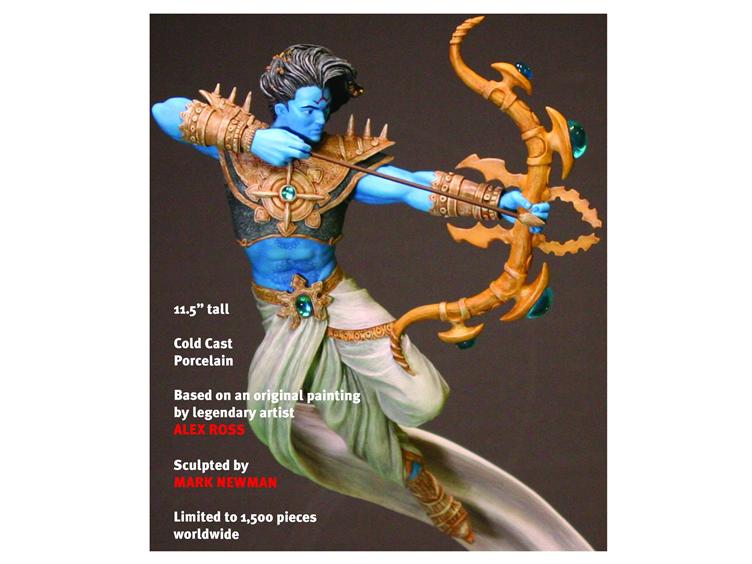 11.5” tall
Cold Cast
Porcelain
Based on an original painting
by legendary artist
ALEX ROSS
Sculpted by
MARK NEWMAN
Limited to 1,500 pieces
worldwide